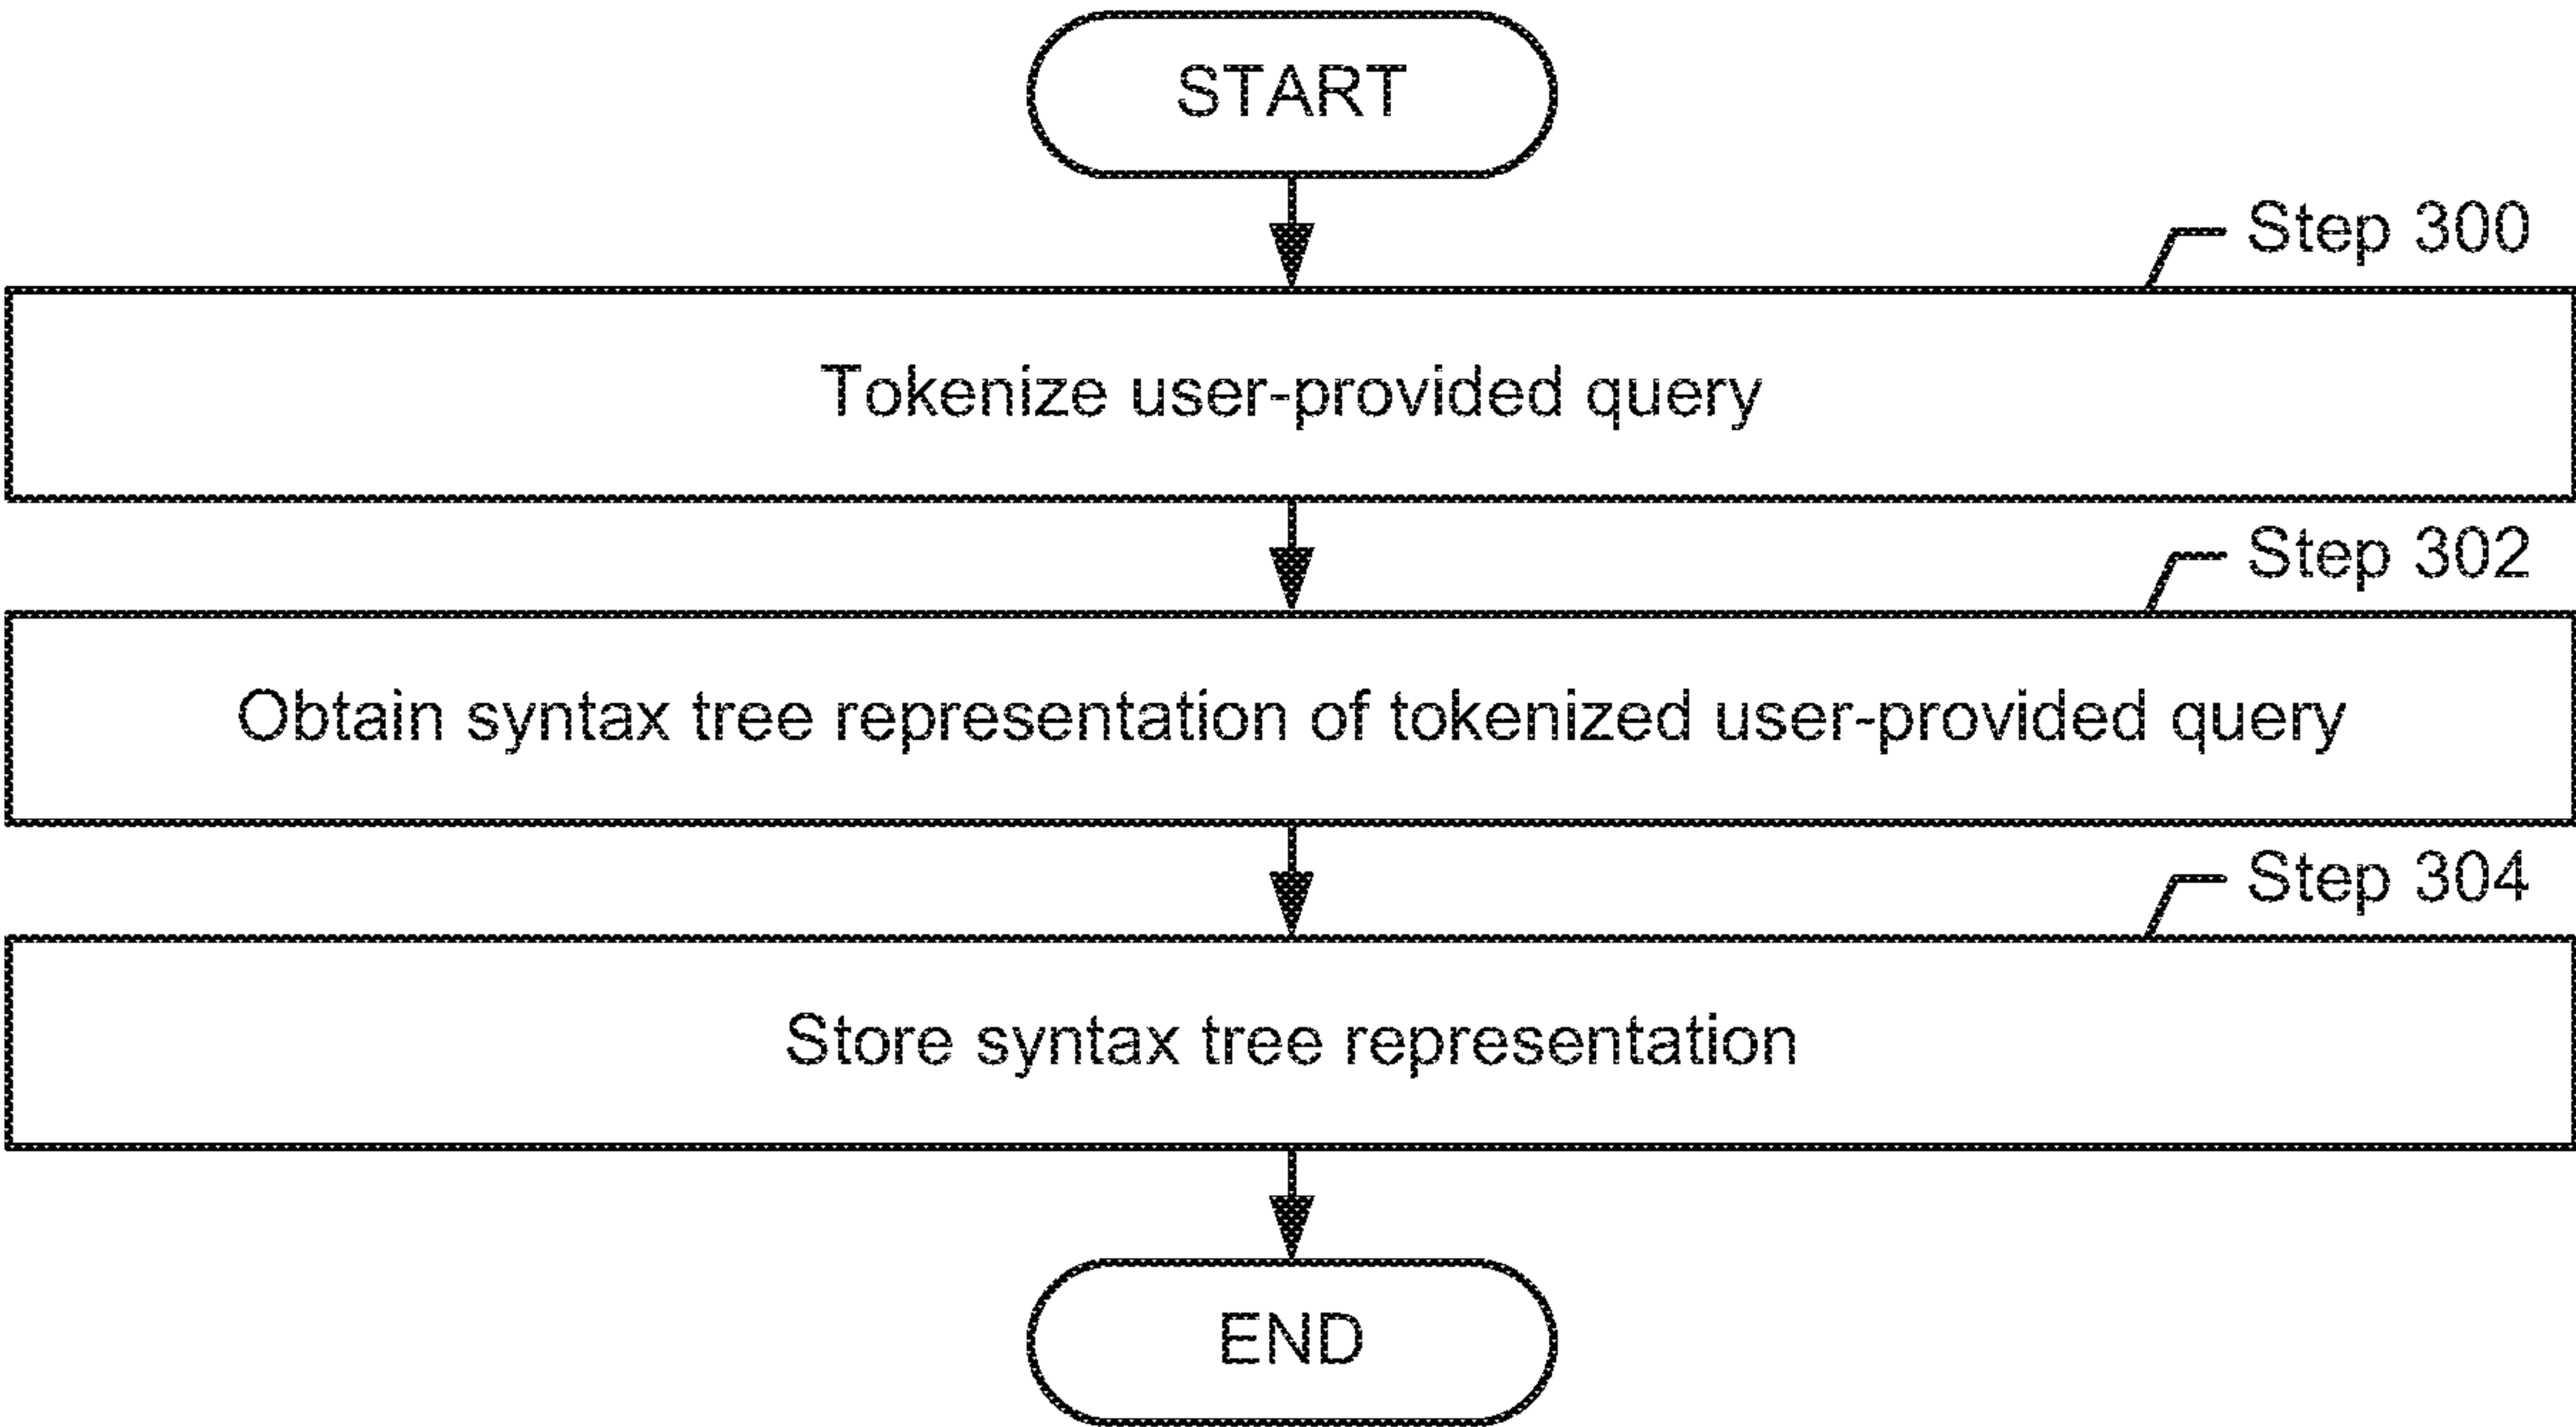 START
Step 300
Tokenize user-provided query
Step 302
Obtain syntax tree representation of tokenized user-provided query
Step 304
Store syntax tree representation
END